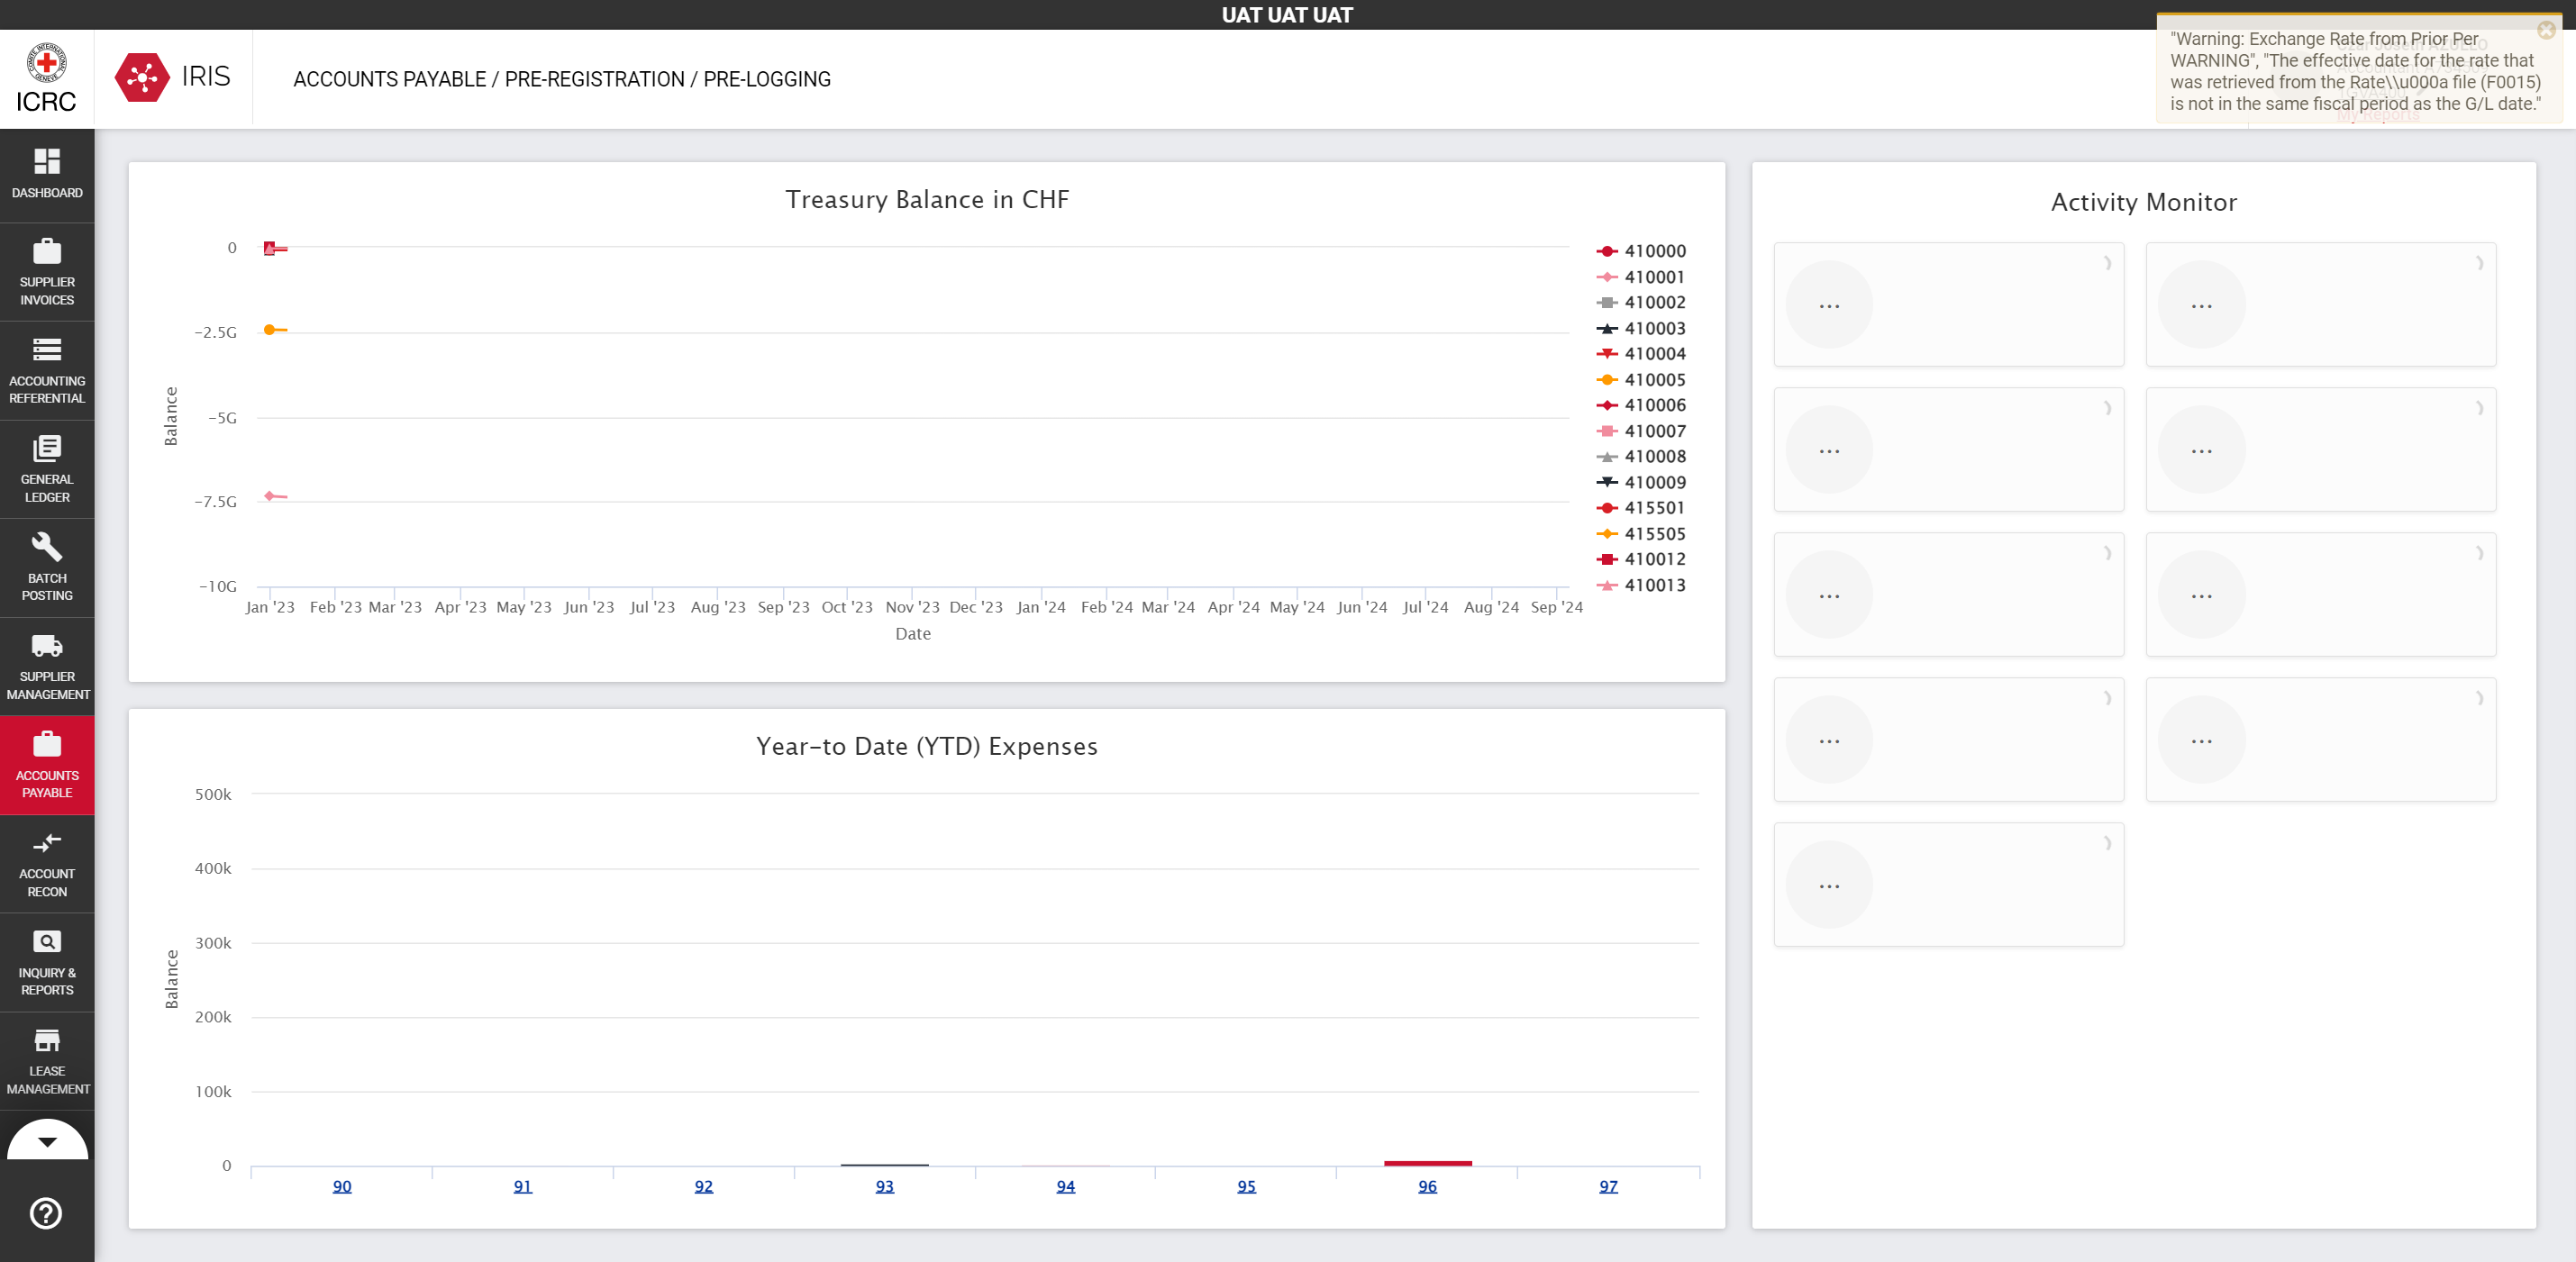 UAT UAT UAT
ICRC
IRIS
ACCOUNTS PAYABLE / PRE-REGISTRATION / PRE-LOGGING
"Warning: Exchange Rate from Prior Per
WARNING", "The effective date for the rate that
was retrieved from the Rate\\u000a file (F0015)
is not in the same fiscal period as the G/L date."
My Reports
DASHBOARD
SUPPLIER
INVOICES
ACCOUNTING
REFERENTIAL
GENERAL
LEDGER
BATCH
POSTING
SUPPLIER
MANAGEMENT
ACCOUNTS
PAYABLE
ACCOUNT
RECON
INQUIRY &
REPORTS
LEASE
MANAGEMENT
Treasury Balance in CHF
0
-2.5G
-5G
-7.5G
-10G
Balance
Jan '23 Feb '23 Mar '23 Apr '23 May '23 Jun '23 Jul '23 Aug '23 Sep '23 Oct '23 Nov '23 Dec '23 Jan '24 Feb '24 Mar '24 Apr '24 May '24 Jun '24 Jul '24 Aug '24 Sep '24
Date
410000
410001
410002
410003
410004
410005
410006
410007
410008
410009
415501
415505
410012
410013
Year-to Date (YTD) Expenses
500k
400k
300k
200k
100k
0
Balance
90 91 92 93 94 95 96 97
Activity Monitor
...
...
...
...
...
...
...
...
...